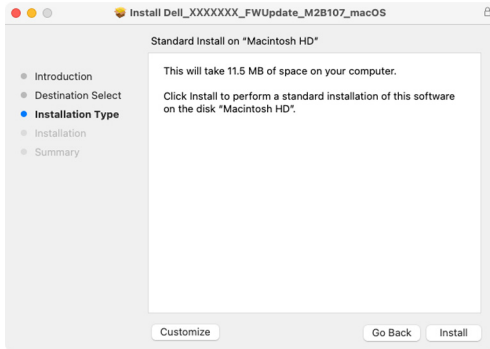 Install Dell_XXXXXXX_FWUpdate_M2B107_macOS
Standard Install on “Macintosh HD”
Introduction
Destination Select
Installation Type
Installation
Summary
This will take 11.5 MB of space on your computer.
Click Install to perform a standard installation of this software
on the disk “Macintosh HD”.
Customize
Go Back
Install